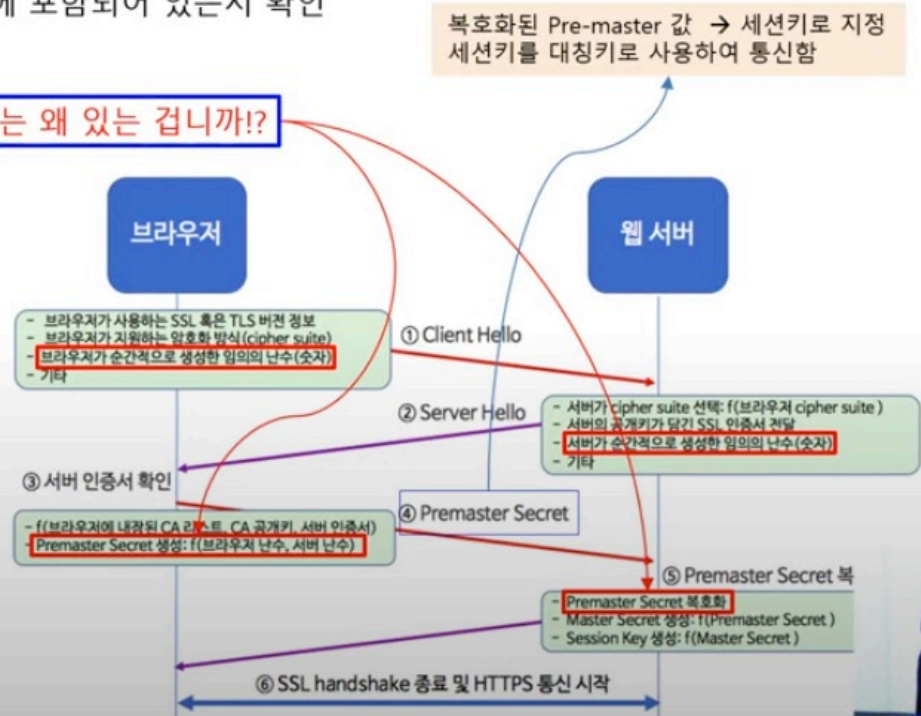 포함되어 있는지 확인
복호화된 Pre-master 값 → 세션키로 지정
세션키를 대칭키로 사용하여 통신함
는 왜 있는 겁니까!?
브라우저
웹 서버
- 브라우저가 사용하는 SSL 혹은 TLS 버전 정보
- 브라우저가 지원하는 암호화 방식(cipher suite)
- 브라우저가 순간적으로 생성한 임의의 난수(숫자)
- 기타
① Client Hello
② Server Hello
- 서버가 cipher suite 선택: f(브라우저 cipher suite )
- 서버의 공개키가 담긴 SSL 인증서 전달
- 서버가 순간적으로 생성한 임의의 난수(숫자)
- 기타
③ 서버 인증서 확인
- f(브라우저에 내장된 CA 리스트, CA 공개키, 서버 인증서)
- Premaster Secret 생성: f(브라우저 난수, 서버 난수)
④ Premaster Secret
⑤ Premaster Secret 복
- Premaster Secret 복호화
- Master Secret 생성: f(Premaster Secret )
- Session Key 생성: f(Master Secret )
⑥ SSL handshake 종료 및 HTTPS 통신 시작